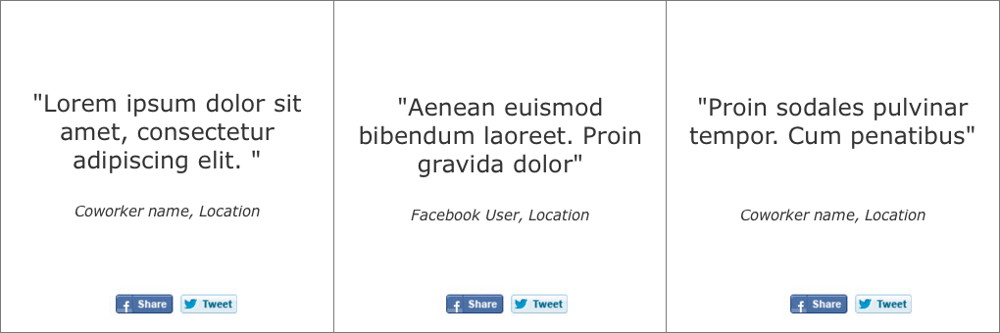 "Lorem ipsum dolor sit
amet, consectetur
adipiscing elit. "
Coworker name, Location
Share Tweet
"Aenean euismod
bibendum laoreet. Proin
gravida dolor"
Facebook User, Location
Share Tweet
"Proin sodales pulvinar
tempor. Cum penatibus"
Coworker name, Location
Share Tweet